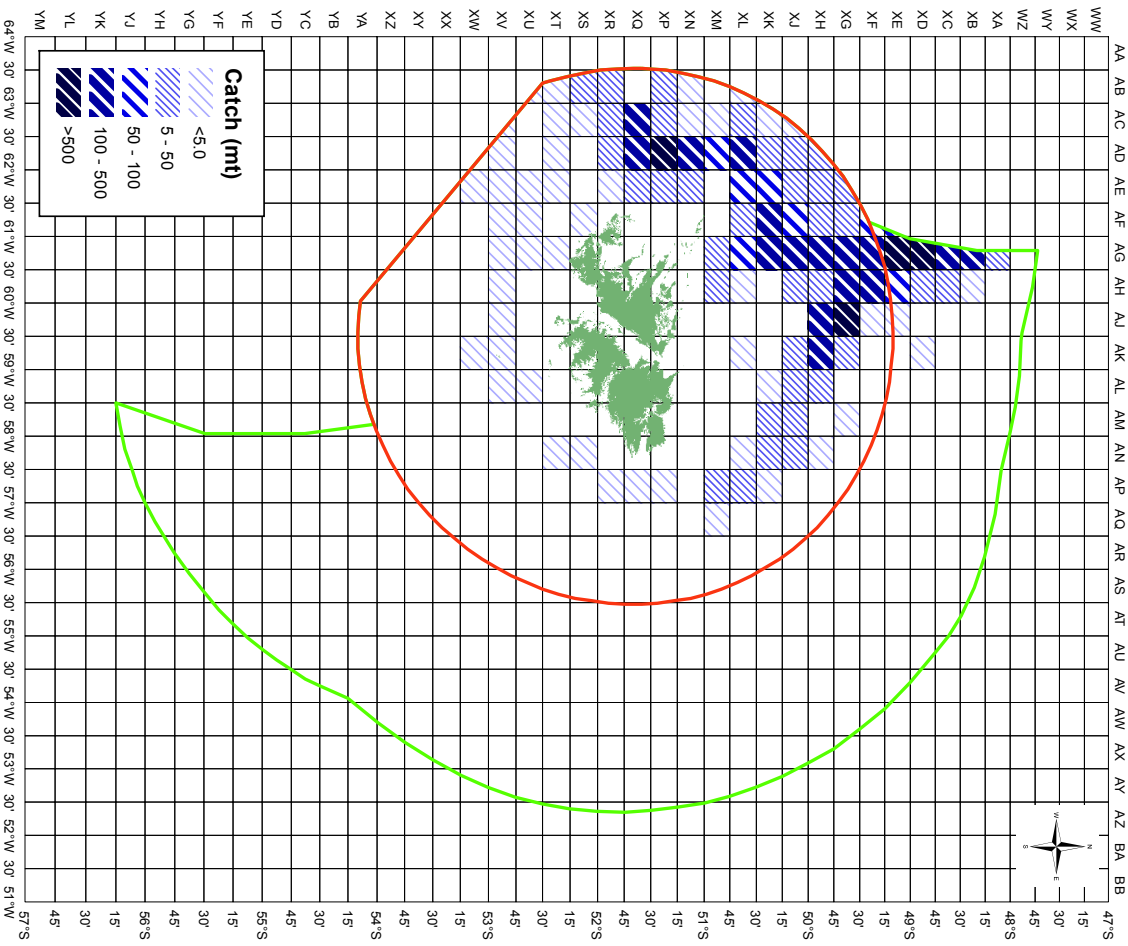 AA AB AC AD AE AF AG AH AJ AK AL AM AN AP AQ AR AS AT AU AV AW AX AY AZ BA BB
WW
WX
WY
WZ
XA
XB
XC
XD
XE
XF
XG
XH
XJ
XK
XL
XM
XN
XP
XQ
XR
XS
XT
XU
XV
XW
XX
XY
XZ
YA
YB
YC
YD
YE
YF
YG
YH
YJ
YK
YL
YM
47°S
15'
30'
45'
48°S
15'
30'
45'
49°S
15'
30'
45'
50°S
15'
30'
45'
51°S
15'
30'
45'
52°S
15'
30'
45'
53°S
15'
30'
45'
54°S
15'
30'
45'
55°S
15'
30'
45'
56°S
15'
30'
45'
57°S
N
W E
S
Catch (mt)
<5.0
5 - 50
50 - 100
100 - 500
>500
64°W 30' 63°W 30' 62°W 30' 61°W 30' 60°W 30' 59°W 30' 58°W 30' 57°W 30' 56°W 30' 55°W 30' 54°W 30' 53°W 30' 52°W 30' 51°W